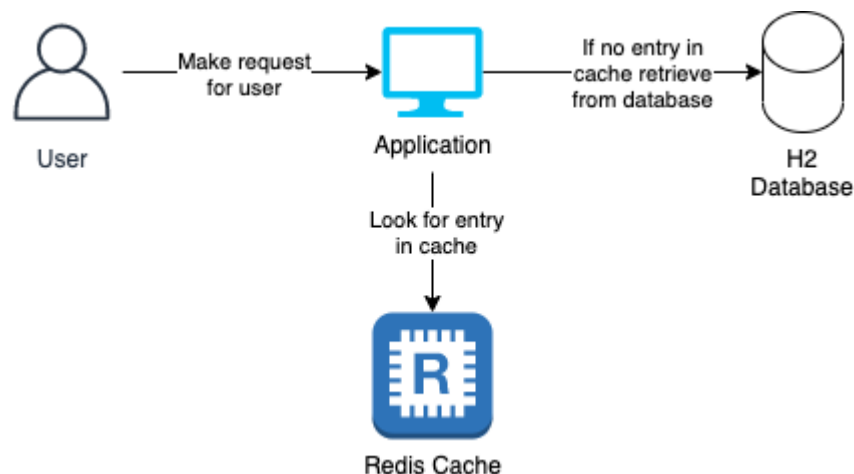 Make request
for user
If no entry in
cache retrieve
from database
User
Application
H2
Database
Look for entry
in cache
R
Redis Cache